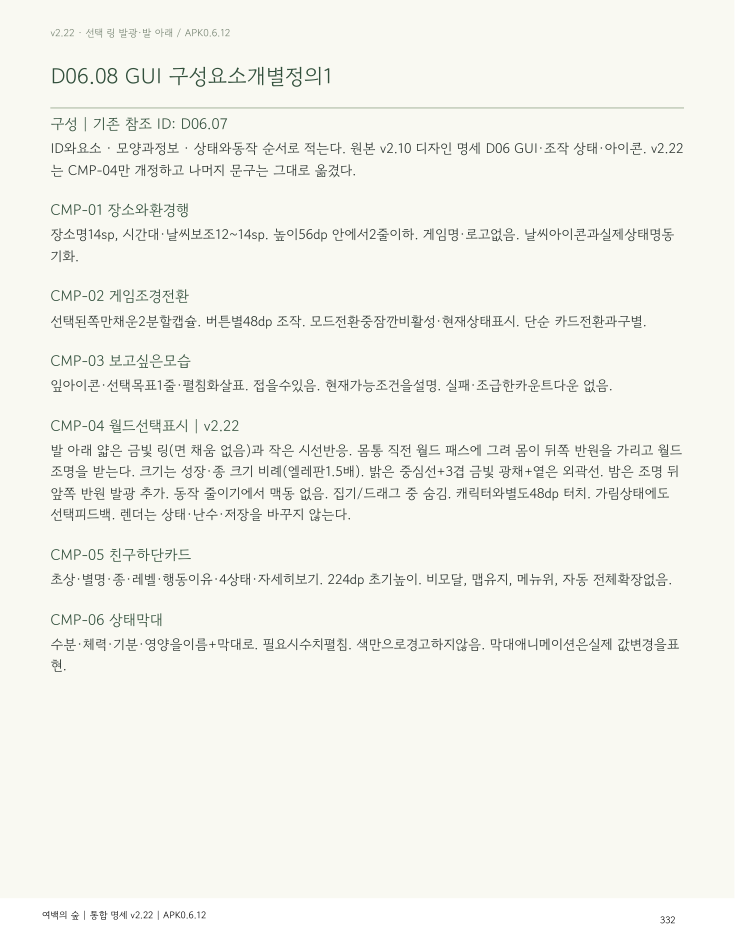 v2.22 · 선택 링 발광·발 아래 / APK0.6.12
D06.08 GUI 구성요소개별정의1
구성 | 기존 참조 ID: D06.07
ID와요소 · 모양과정보 · 상태와동작 순서로 적는다. 원본 v2.10 디자인 명세 D06 GUI·조작 상태·아이콘. v2.22
는 CMP-04만 개정하고 나머지 문구는 그대로 옮겼다.
CMP-01 장소와환경행
장소명14sp, 시간대·날씨보조12~14sp. 높이56dp 안에서2줄이하. 게임명·로고없음. 날씨아이콘과실제상태명동
기화.
CMP-02 게임조경전환
선택된쪽만채운2분할캡슐. 버튼별48dp 조작. 모드전환중잠깐비활성·현재상태표시. 단순 카드전환과구별.
CMP-03 보고싶은모습
잎아이콘·선택목표1줄·펼침화살표. 접을수있음. 현재가능조건을설명. 실패·조급한카운트다운 없음.
CMP-04 월드선택표시 | v2.22
발 아래 얇은 금빛 링(면 채움 없음)과 작은 시선반응. 몸통 직전 월드 패스에 그려 몸이 뒤쪽 반원을 가리고 월드
조명을 받는다. 크기는 성장·종 크기 비례(엘레판1.5배). 밝은 중심선+3겹 금빛 광채+옅은 외곽선. 밤은 조명 뒤
앞쪽 반원 발광 추가. 동작 줄이기에서 맥동 없음. 집기/드래그 중 숨김. 캐릭터와별도48dp 터치. 가림상태에도
선택피드백. 렌더는 상태·난수·저장을 바꾸지 않는다.
CMP-05 친구하단카드
초상·별명·종·레벨·행동이유·4상태·자세히보기. 224dp 초기높이. 비모달, 맵유지, 메뉴위, 자동 전체확장없음.
CMP-06 상태막대
수분·체력·기분·영양을이름+막대로. 필요시수치펼침. 색만으로경고하지않음. 막대애니메이션은실제 값변경을표
현.
여백의 숲 | 통합 명세 v2.22 | APK0.6.12
332